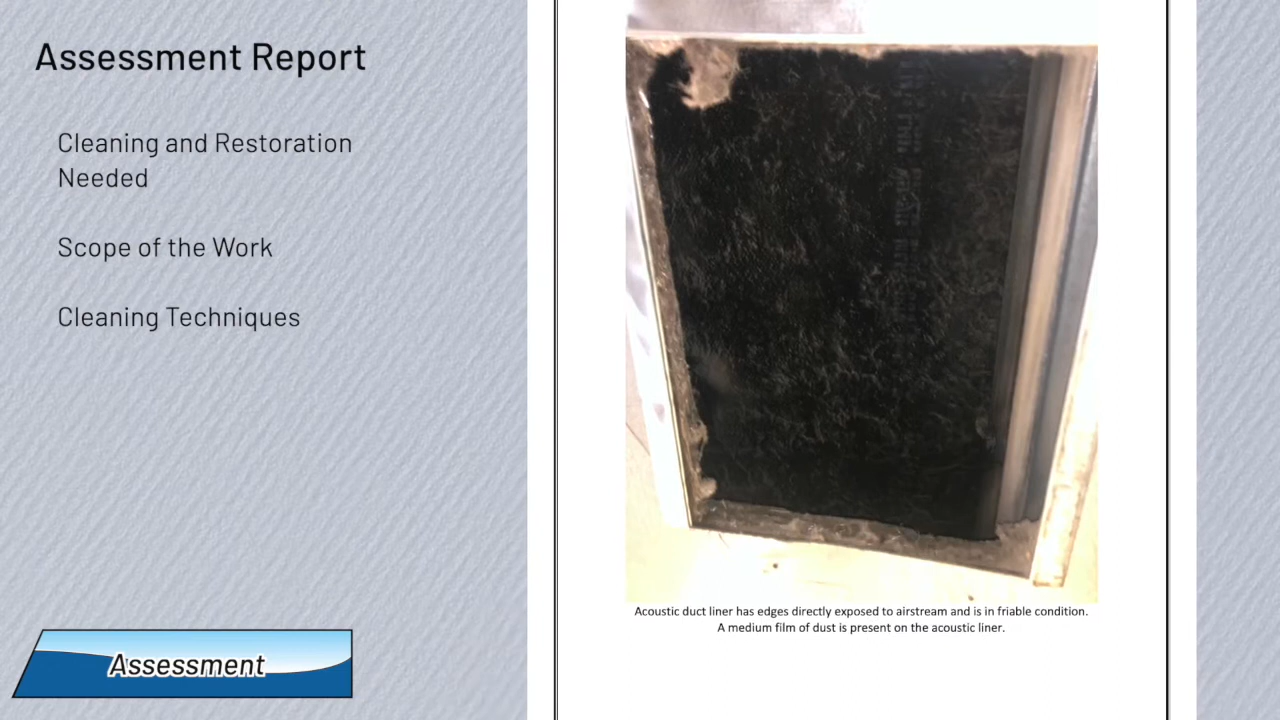 Assessment Report
Cleaning and Restoration
Needed
Scope of the Work
Cleaning Techniques
Assessment
Acoustic duct liner has edges directly exposed to airstream and is in friable condition.
A medium film of dust is present on the acoustic liner.